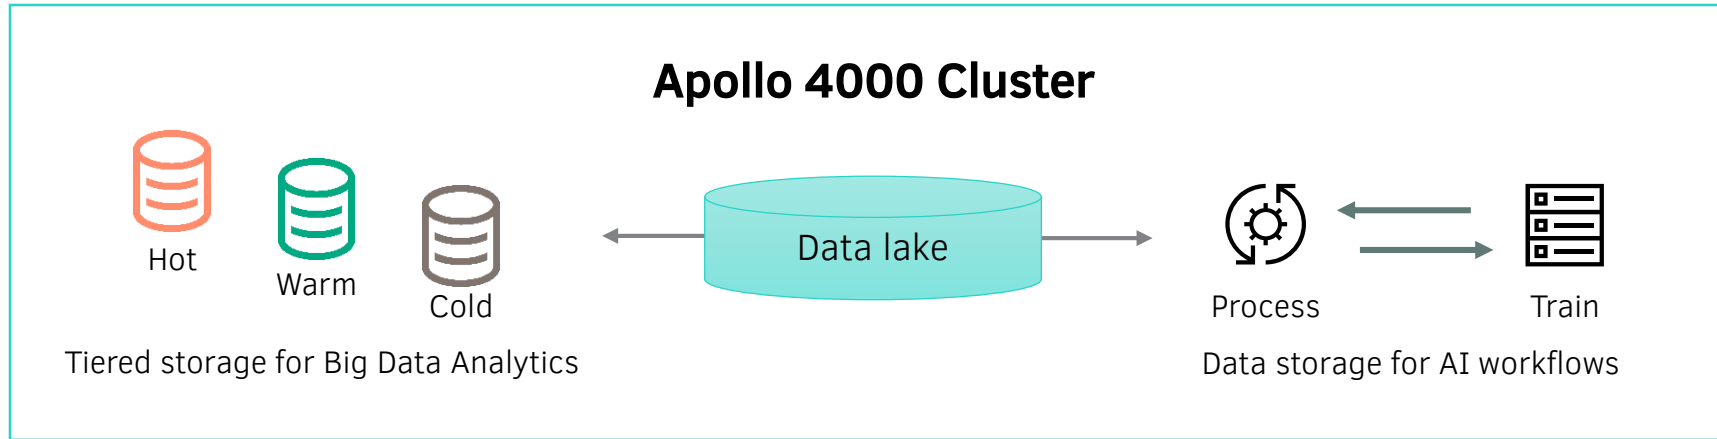 Apollo 4000 Cluster
Hot
Warm
Cold
Tiered storage for Big Data Analytics
Data lake
Process
Train
Data storage for AI workflows